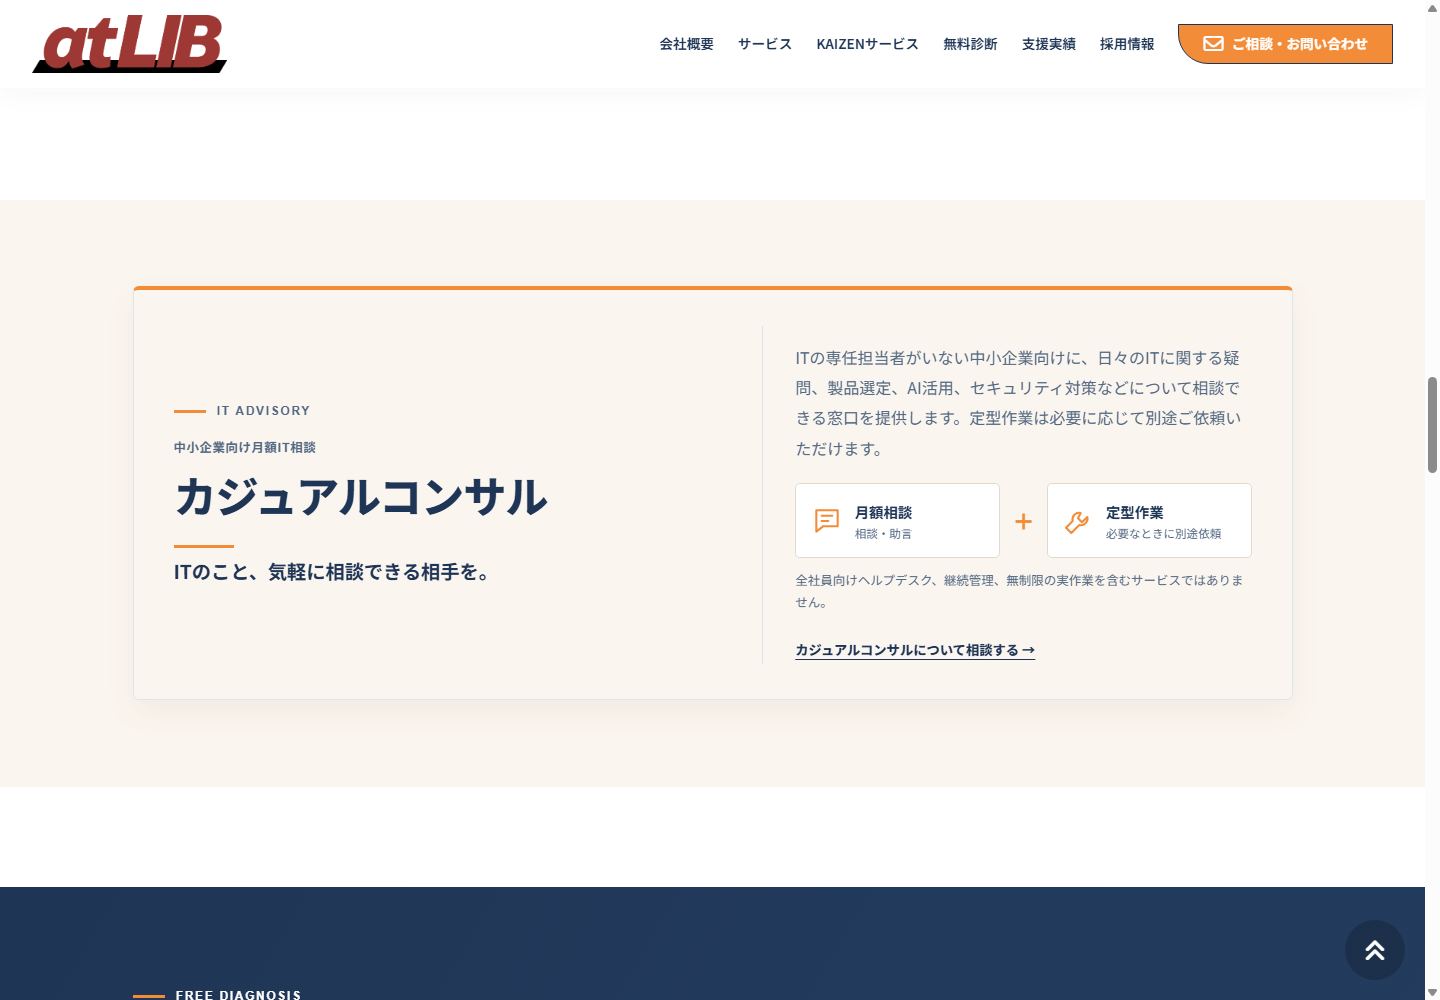 atLIB
会社概要 サービス KAIZENサービス 無料診断 支援実績 採用情報 ご相談・お問い合わせ
IT ADVISORY
中小企業向け月額IT相談
カジュアルコンサル
ITのこと、気軽に相談できる相手を。
ITの専任担当者がいない中小企業向けに、日々のITに関する疑
問、製品選定、AI活用、セキュリティ対策などについて相談で
きる窓口を提供します。定型作業は必要に応じて別途ご依頼い
ただけます。
月額相談
相談・助言
+
定型作業
必要なときに別途依頼
全社員向けヘルプデスク、継続管理、無制限の実作業を含むサービスではありま
せん。
カジュアルコンサルについて相談する →
FREE DIAGNOSIS